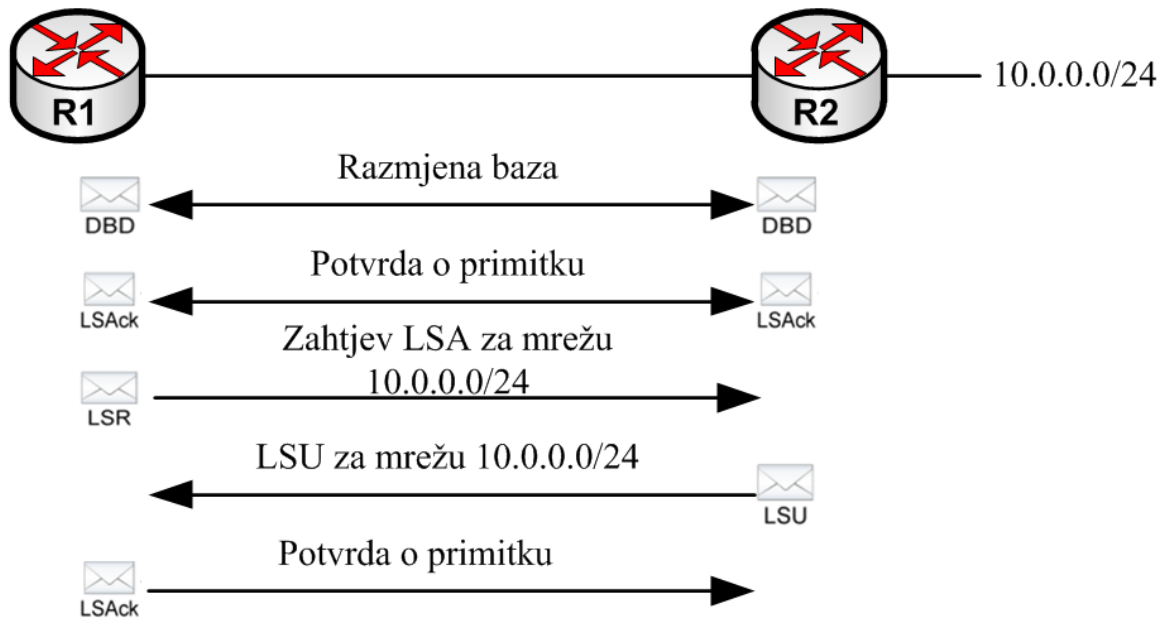 R1
R2
10.0.0.0/24
Razmjena baza
DBD
DBD
Potvrda o primitku
LSAck
LSAck
Zahtjev LSA za mrežu
10.0.0.0/24
LSR
LSU za mrežu 10.0.0.0/24
LSU
Potvrda o primitku
LSAck